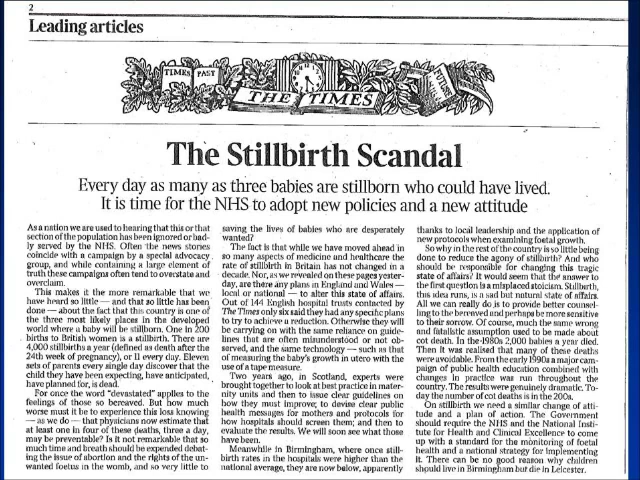 2
Leading articles
TIMES PAST
FUTURE
THE TIMES
The Stillbirth Scandal
Every day as many as three babies are stillborn who could have lived.
It is time for the NHS to adopt new policies and a new attitude
As a nation we are used to hearing that this or that
section of the population has been ignored or bad-
ly served by the NHS. Often the news stories
coincide with a campaign by a special advocacy
group, and while containing a large element of
truth these campaigns often tend to overstate and
overclaim.
This makes it the more remarkable that we
have heard so little — and that so little has been
done — about the fact that this country is one of
the three most likely places in the developed
world where a baby will be stillborn. One in 200
births to British women is a stillbirth. There are
4,000 stillbirths a year (defined as death after the
24th week of pregnancy), or 11 every day. Eleven
sets of parents every single day discover that the
child they have been expecting, have anticipated,
have planned for, is dead.
For once the word “devastated” applies to the
feelings of those so bereaved. But how much
worse must it be to experience this loss knowing
— as we do — that physicians now estimate that
at least one in four of these deaths, three a day,
may be preventable? Is it not remarkable that so
much time and breath should be expended debat-
ing the issue of abortion and the rights of the un-
wanted foetus in the womb, and so very little to
saving the lives of babies who are desperately
wanted?
The fact is that while we have moved ahead in
so many aspects of medicine and healthcare the
rate of stillbirth in Britain has not changed in a
decade. Nor, as we revealed on these pages yester-
day, are there any plans in England and Wales —
local or national — to alter this state of affairs.
Out of 144 English hospital trusts contacted by
The Times only six said they had any specific plans
to try to achieve a reduction. Otherwise they will
be carrying on with the same reliance on guide-
lines that are often misunderstood or not ob-
served, and the same technology — such as that
of measuring the baby’s growth in utero with the
use of a tape measure.
Two years ago, in Scotland, experts were
brought together to look at best practice in mater-
nity units and then to issue clear guidelines on
how they must improve; to devise clear public
health messages for mothers and protocols for
how hospitals should screen them; and then to
evaluate the results. We will soon see what those
have been.
Meanwhile in Birmingham, where once still-
birth rates in the hospitals were higher than the
national average, they are now below, apparently
thanks to local leadership and the application of
new protocols when examining foetal growth.
So why in the rest of the country is so little being
done to reduce the agony of stillbirth? And who
should be responsible for changing this tragic
state of affairs? It would seem that the answer to
the first question is a misplaced stoicism. Stillbirth,
this idea runs, is a sad but natural state of affairs.
All we can really do is to provide better counsel-
ling to the bereaved and perhaps be more sensitive
to their sorrow. Of course, much the same wrong
and fatalistic assumption used to be made about
cot death. In the 1980s 2,000 babies a year died.
Then it was realised that many of these deaths
were avoidable. From the early 1990s a major cam-
paign of public health education combined with
changes in practice was run throughout the
country. The results were genuinely dramatic. To-
day the number of cot deaths is in the 200s.
On stillbirth we need a similar change of atti-
tude and a plan of action. The Government
should require the NHS and the National Insti-
tute for Health and Clinical Excellence to come
up with a standard for the monitoring of foetal
health and a national strategy for implementing
it. There can be no good reason why children
should live in Birmingham but die in Leicester.